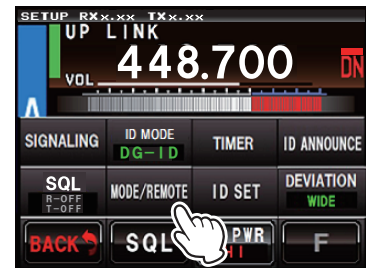 SETUP RXx.xx TXx.xx
UP LINK
VOL 448.700 DN
A
SIGNALING ID MODE TIMER ID ANNOUNCE
DG-ID
SQL MODE/REMOTE ID SET DEVIATION
R-OFF WIDE
T-OFF
BACK SQL PWR F
HI